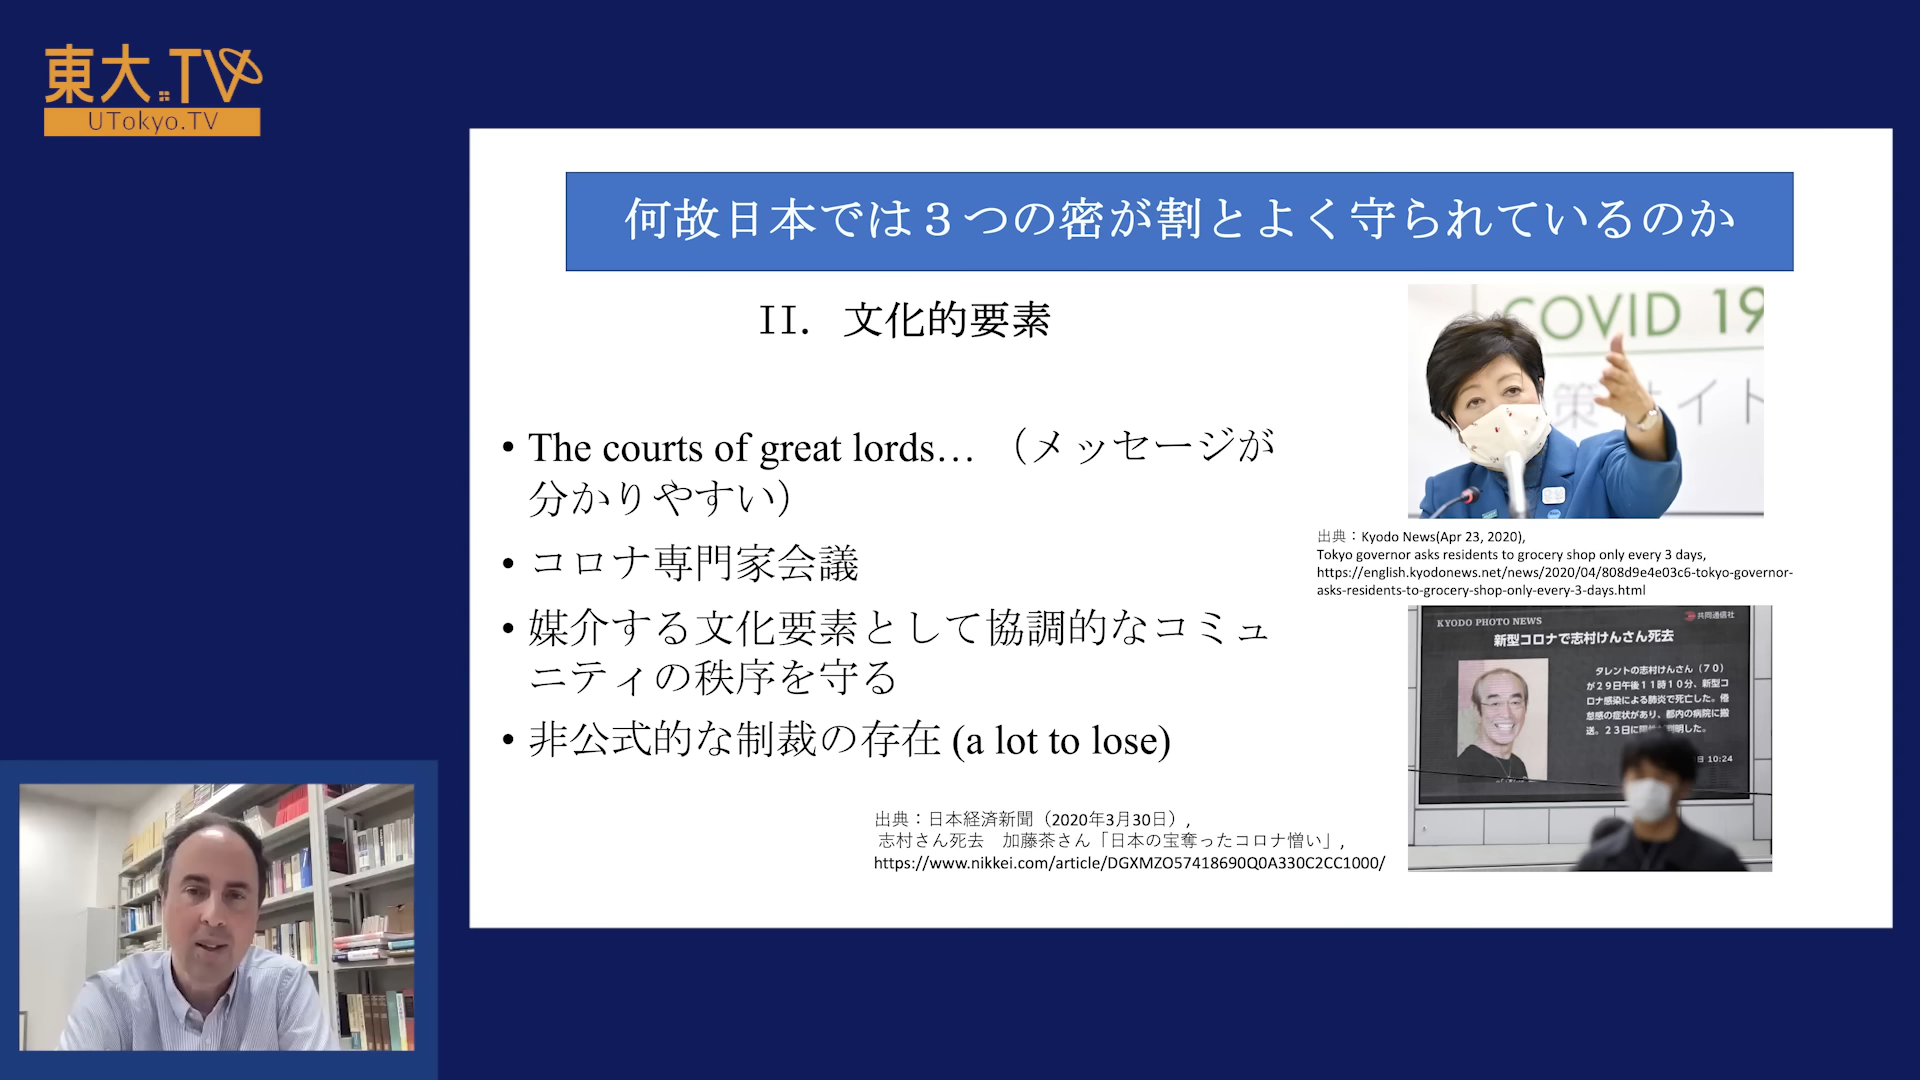 東大.TV
UTokyo.TV
何故日本では３つの密が割とよく守られているのか
II. 文化的要素
• The courts of great lords… （メッセージが
分かりやすい）
• コロナ専門家会議
• 媒介する文化要素として協調的なコミュ
ニティの秩序を守る
• 非公式的な制裁の存在 (a lot to lose)
出典：日本経済新聞（2020年3月30日）,
志村さん死去　加藤茶さん「日本の宝奪ったコロナ憎い」,
https://www.nikkei.com/article/DGXMZO57418690Q0A330C2CC1000/
COVID 19
策サイト
出典：Kyodo News(Apr 23, 2020),
Tokyo governor asks residents to grocery shop only every 3 days,
https://english.kyodonews.net/news/2020/04/808d9e4e03c6-tokyo-governor-
asks-residents-to-grocery-shop-only-every-3-days.html
KYODO PHOTO NEWS
共同通信社
新型コロナで志村けんさん死去
タレントの志村けんさん（７０）
が２９日午後１１時１０分、新型コ
ロナ感染による肺炎で死亡した。倦
怠感の症状があり、都内の病院に搬
送。２３日に判明した。
日 10:24